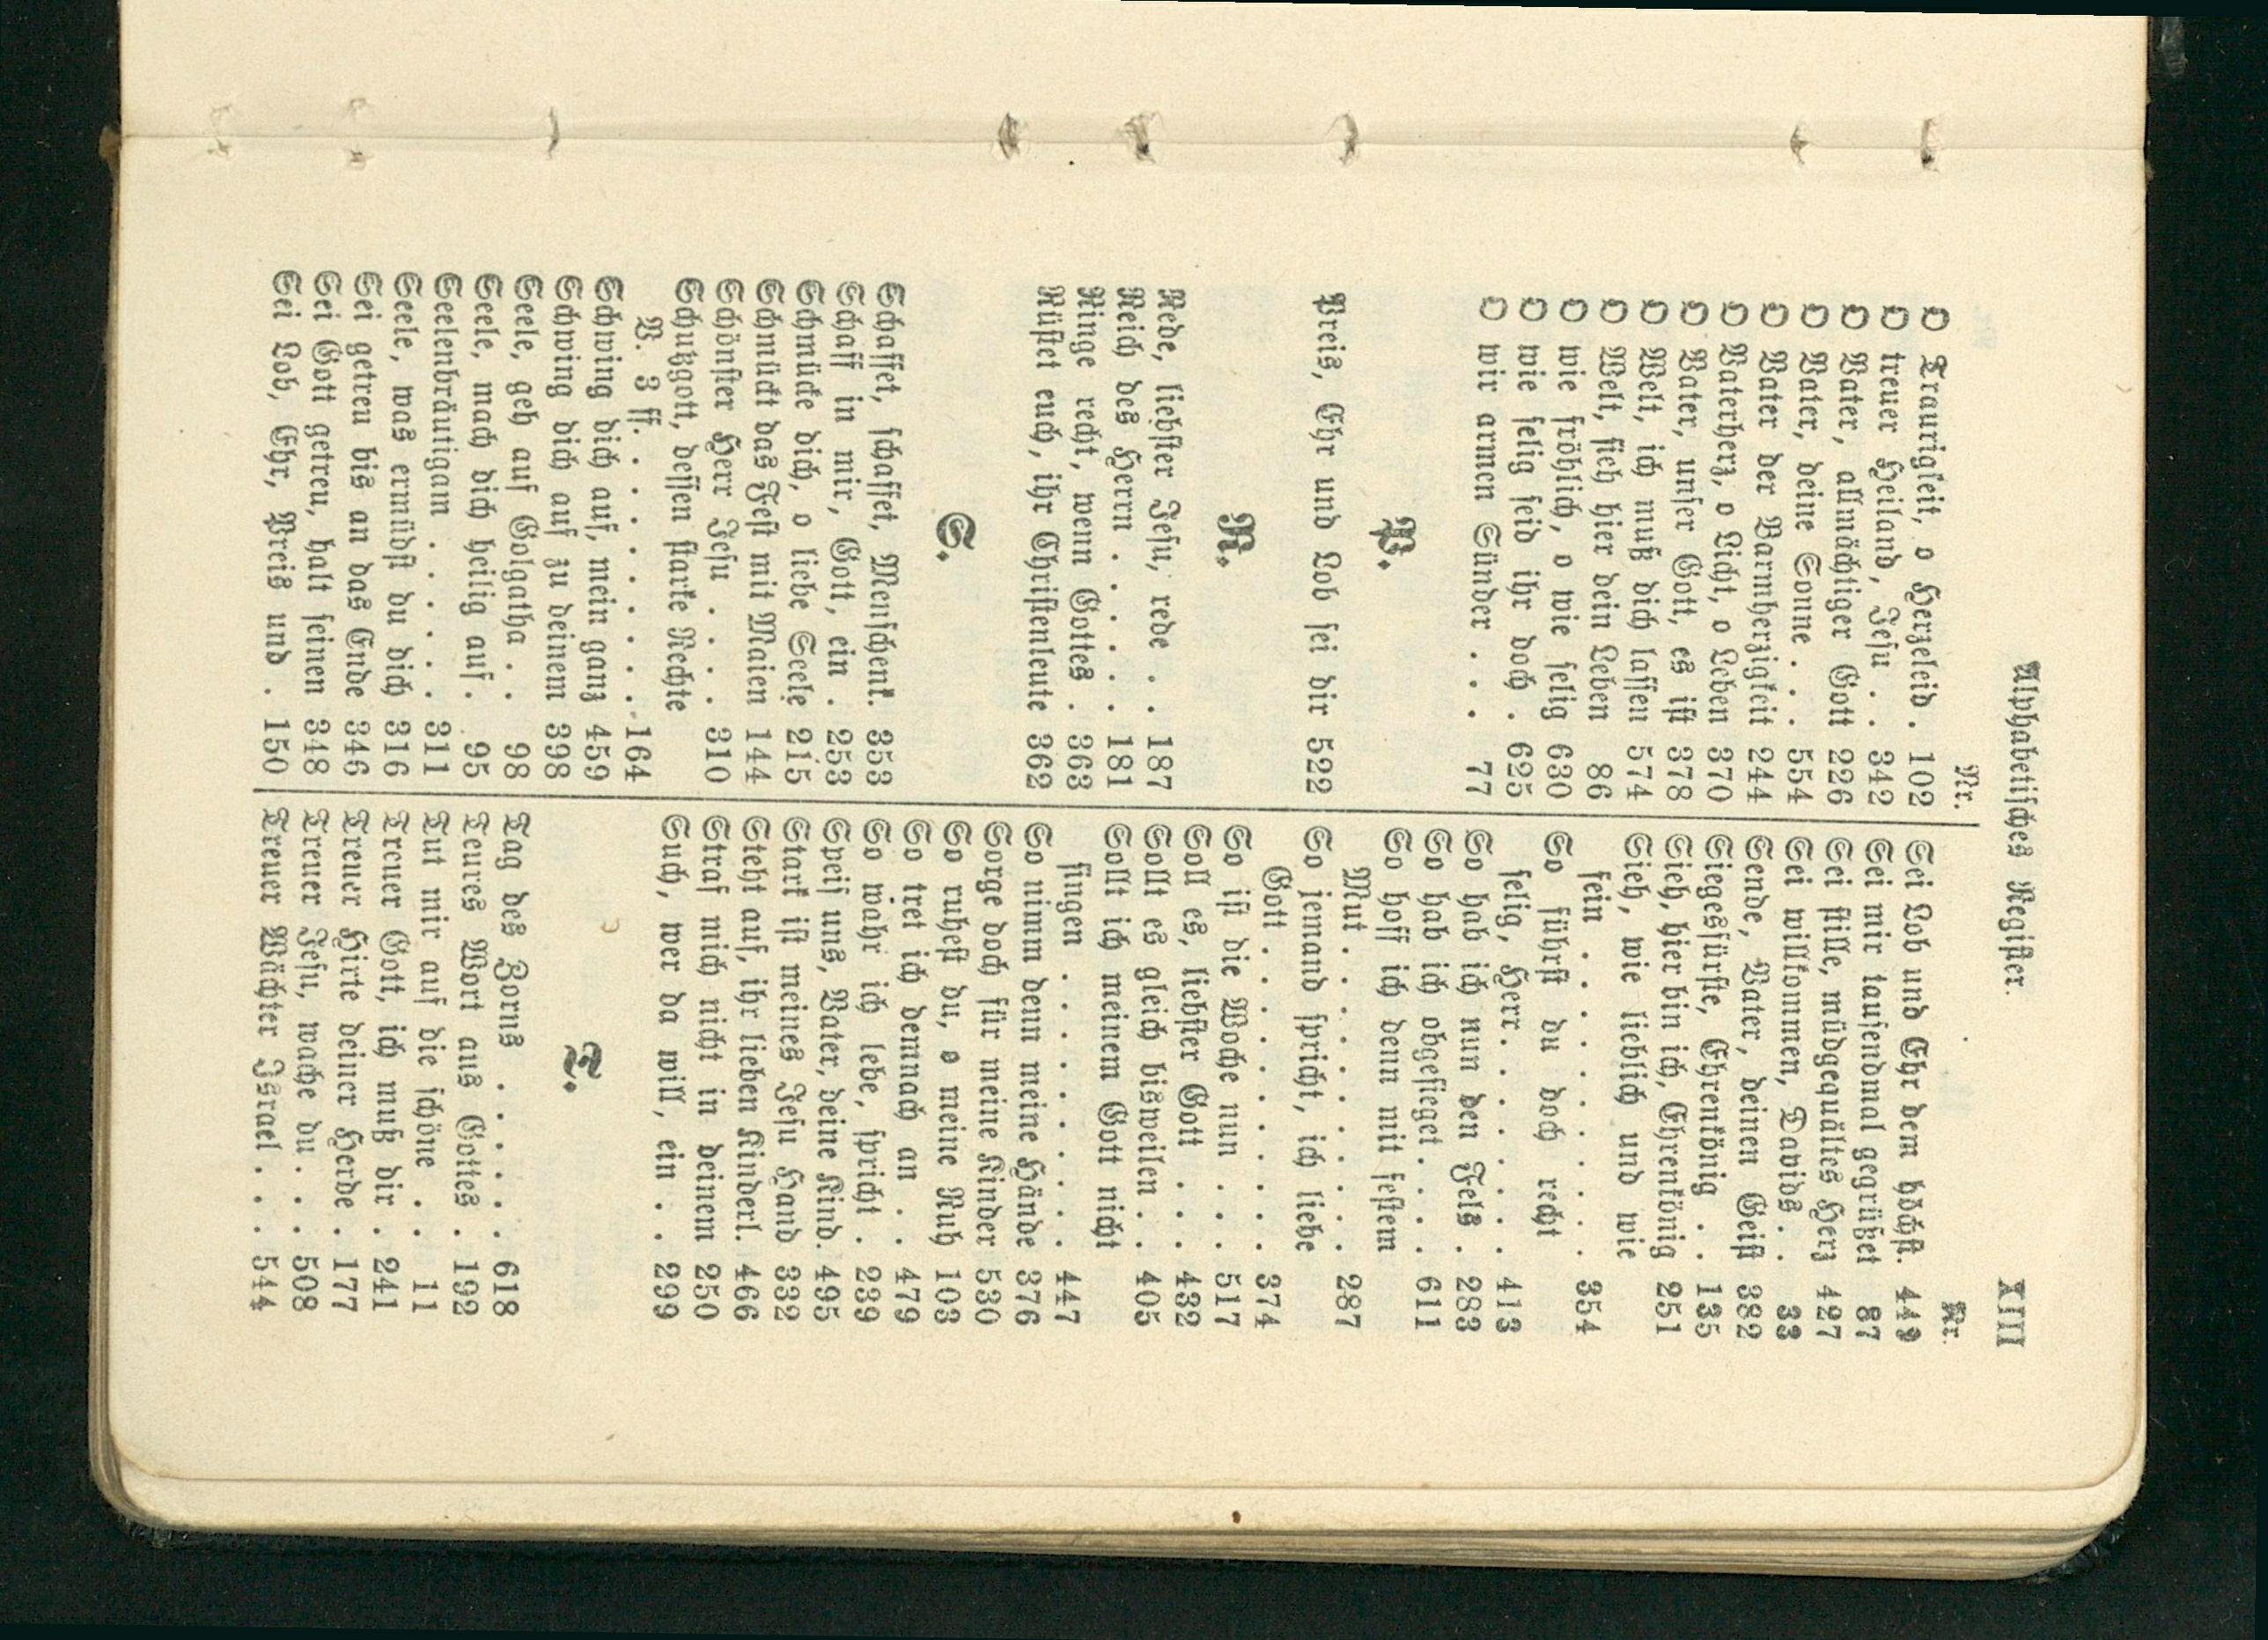 Alphabetisches Register. XIII
Nr.
O Traurigkeit, o Herzeleid . 102
O treuer Heiland, Jesu . . 342
O Vater, allmächtiger Gott 226
O Vater, deine Sonne . . . 554
O Vater der Barmherzigkeit 244
O Vaterherz, o Licht, o Leben 370
O Vater, unser Gott, es ist 378
O Welt, ich muß dich lassen 574
O Welt, sieh hier dein Leben 86
O wie fröhlich, o wie selig 630
O wie selig seid ihr doch . 625
O wir armen Sünder . . . 77
P.
Preis, Ehr und Lob sei dir 522
R.
Rede, liebster Jesu, rede . . 187
Reich des Herrn . . . . . 181
Ringe recht, wenn Gottes . 363
Rüstet euch, ihr Christenleute 362
S.
Schaffet, schaffet, Menschenk. 353
Schaff in mir, Gott, ein . 253
Schmücke dich, o liebe Seele 215
Schmückt das Fest mit Maien 144
Schönster Herr Jesu . . . . 310
Schutzgott, dessen starke Rechte
V. 3 ff. . . . . . . . . . . 164
Schwing dich auf, mein ganz 459
Schwing dich auf zu deinem 398
Seele, geh auf Golgatha . . 98
Seele, mach dich heilig auf . 95
Seelenbräutigam . . . . . . 311
Seele, was ermüdst du dich 316
Sei getreu bis an das Ende 346
Sei Gott getreu, halt seinen 348
Sei Lob, Ehr, Preis und . 150
Nr.
Sei Lob und Ehr dem höchst. 449
Sei mir tausendmal gegrüßet 87
Sei stille, müdgequältes Herz 427
Sei willkommen, Davids . . 33
Sende, Vater, deinen Geist 382
Siegesfürste, Ehrenkönig . . 135
Sieh, hier bin ich, Ehrenkönig 251
Sieh, wie lieblich und wie
fein . . . . . . . . . . . 354
So führst du doch recht
selig, Herr . . . . . . . . 413
So hab ich nun den Fels . 283
So hab ich obgesieget . . . . 611
So hoff ich denn mit festem
Mut . . . . . . . . . . . 287
So jemand spricht, ich liebe
Gott . . . . . . . . . . . 374
So ist die Woche nun . . . 517
Soll es, liebster Gott . . . 432
Sollt es gleich bisweilen . . 405
Sollt ich meinem Gott nicht
singen . . . . . . . . . . 447
So nimm denn meine Hände 376
Sorge doch für meine Kinder 530
So ruhest du, o meine Ruh 103
So tret ich demnach an . . 479
So wahr ich lebe, spricht . 239
Speis uns, Vater, deine Kind. 495
Stark ist meines Jesu Hand 332
Steht auf, ihr lieben Kinderl. 466
Straf mich nicht in deinem 250
Such, wer da will, ein . . 299
T.
Tag des Zorns . . . . . . 618
Teures Wort aus Gottes . 192
Tut mir auf die schöne . . 11
Treuer Gott, ich muß dir . 241
Treuer Hirte deiner Herde . 177
Treuer Jesu, wache du . . . 508
Treuer Wächter Israel . . . 544